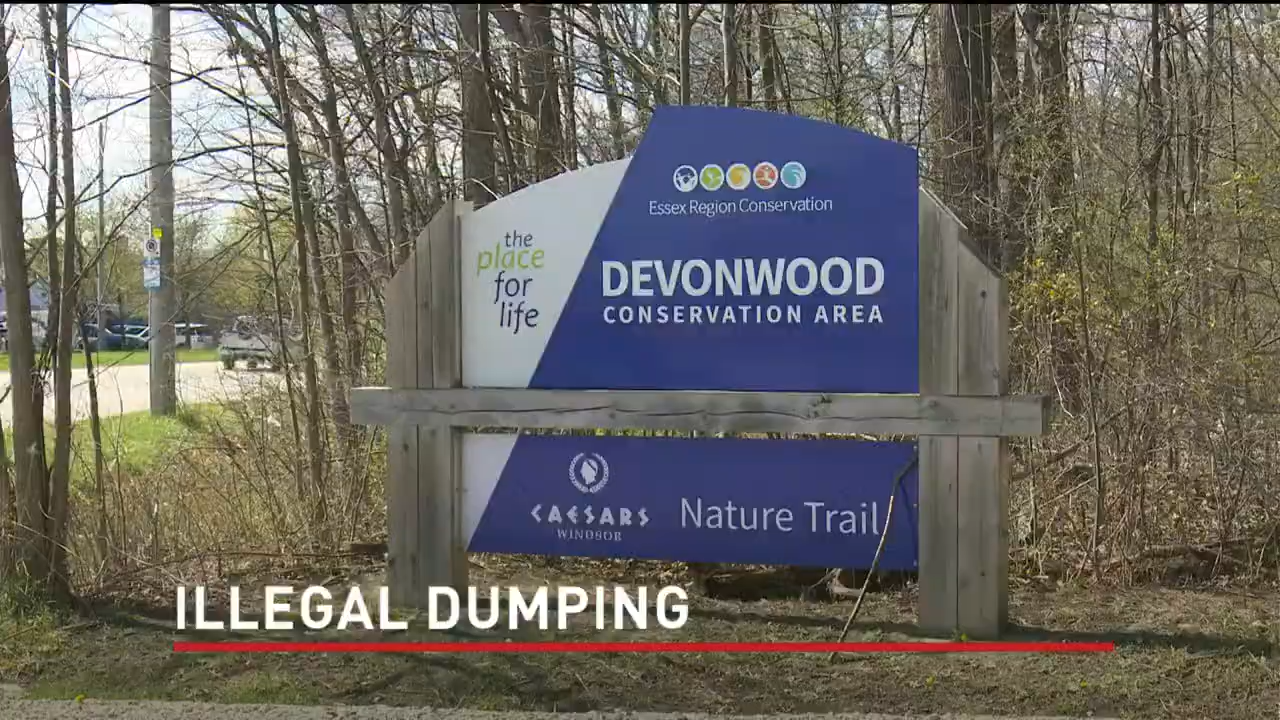 Essex Region Conservation
the
place
for
life
DEVONWOOD
CONSERVATION AREA
CAESARS
WINDSOR
Nature Trail
ILLEGAL DUMPING